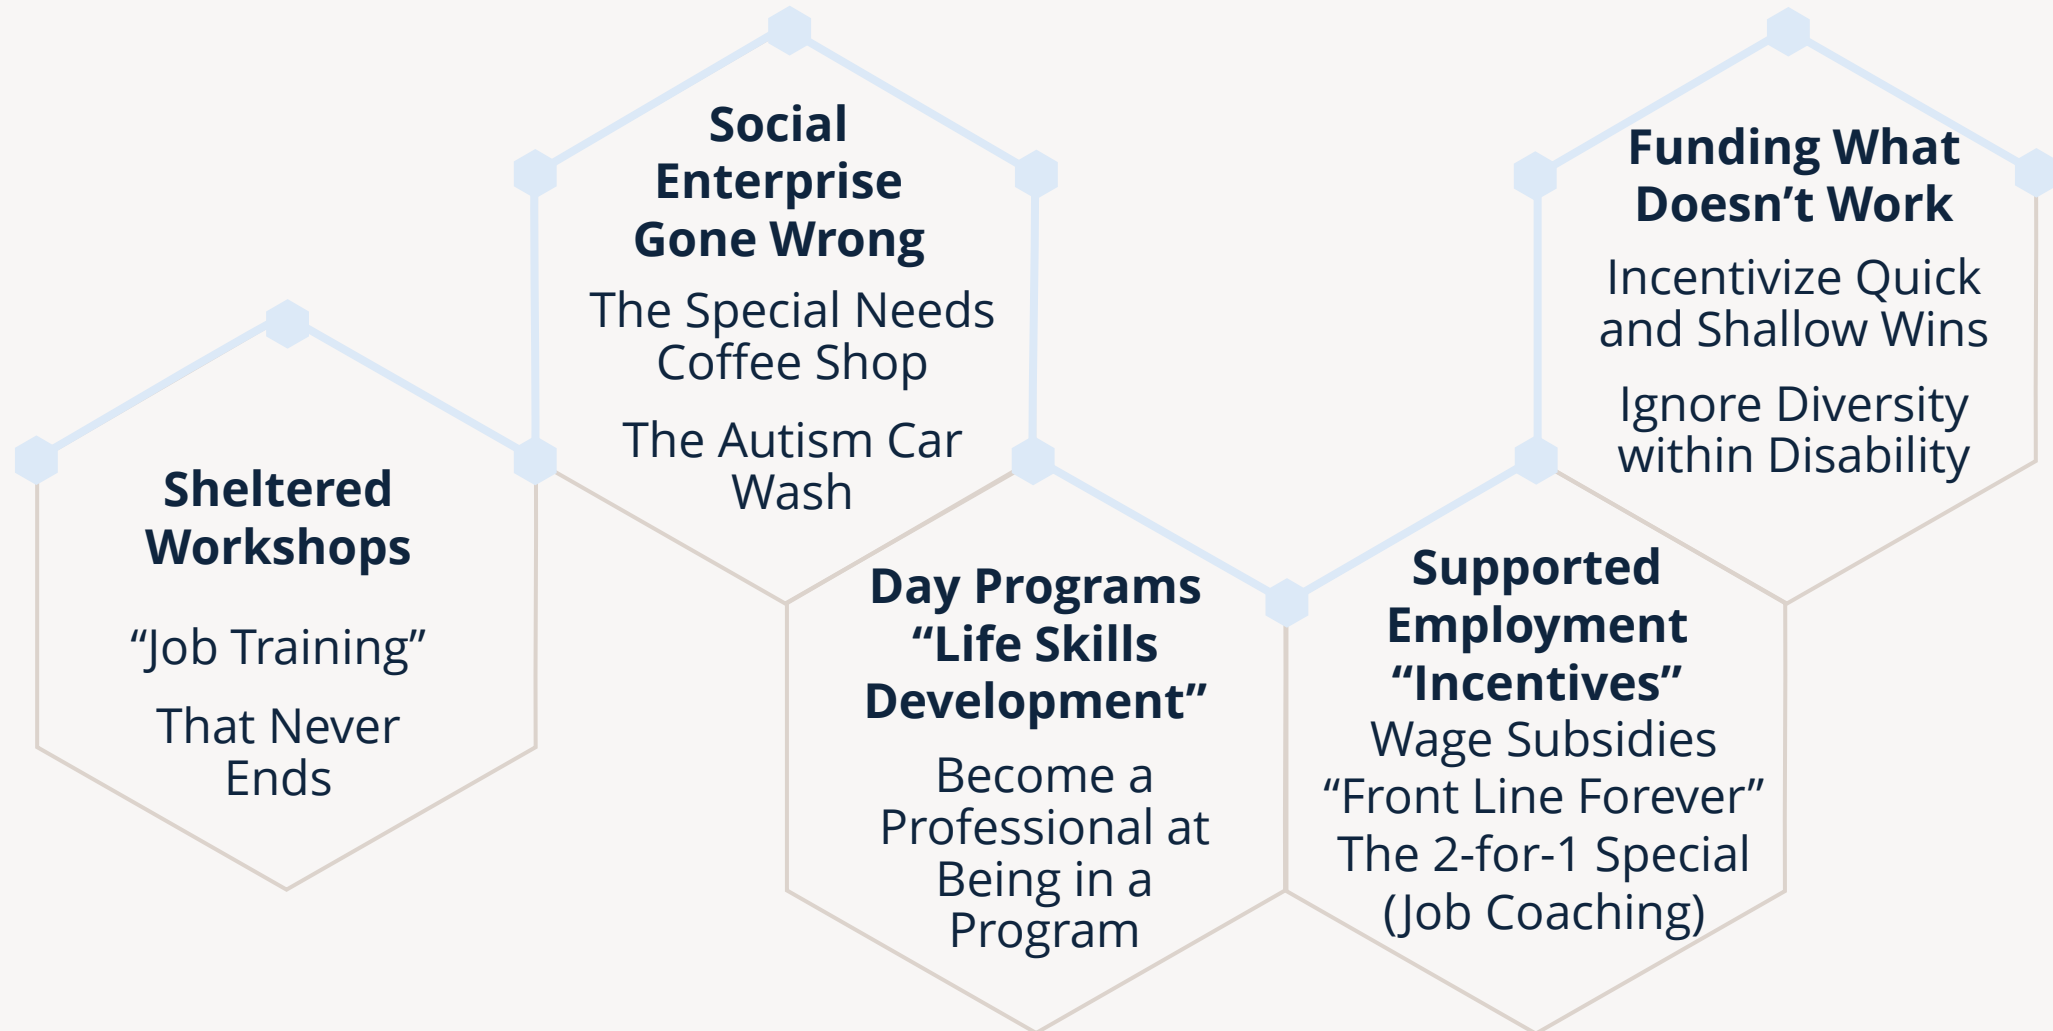 Sheltered
Workshops
“Job Training”
That Never
Ends
Social
Enterprise
Gone Wrong
The Special Needs
Coffee Shop
The Autism Car
Wash
Day Programs
“Life Skills
Development”
Become a
Professional at
Being in a
Program
Supported
Employment
“Incentives”
Wage Subsidies
“Front Line Forever”
The 2-for-1 Special
(Job Coaching)
Funding What
Doesn’t Work
Incentivize Quick
and Shallow Wins
Ignore Diversity
within Disability